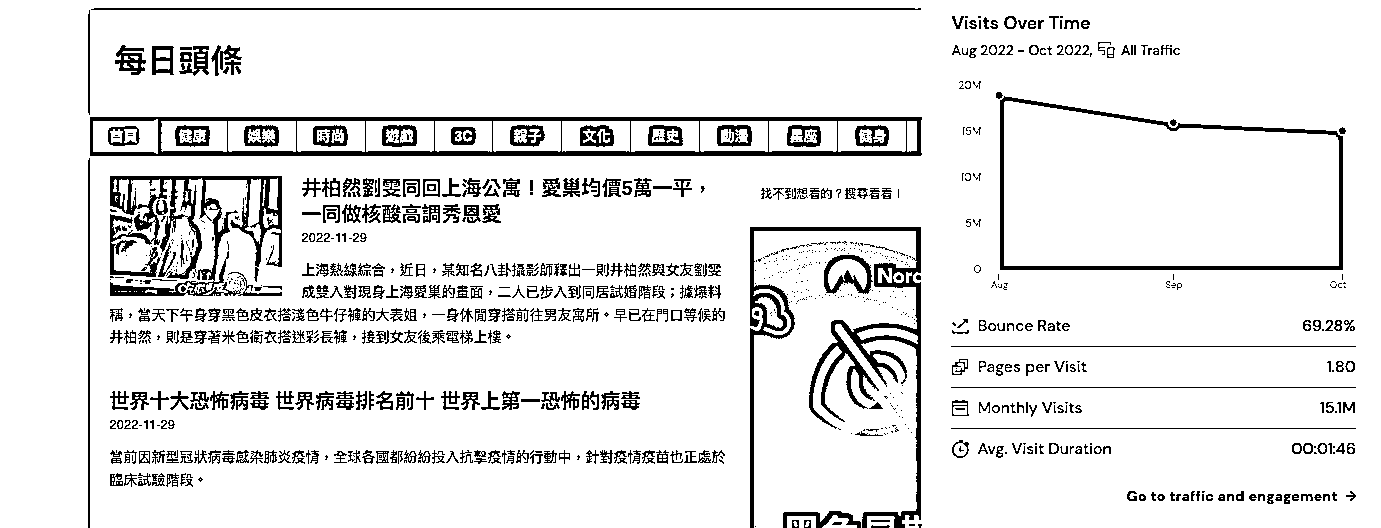 每日頭條
首頁 健康 娛樂 時尚 遊戲 3C 親子 文化 歷史 動漫 星座 健身
井柏然劉雯同回上海公寓！愛巢均價5萬一平，
一同做核酸高調秀恩愛
2022-11-29
上海熱線綜合，近日，某知名八卦攝影師釋出一則井柏然與女友劉雯
成雙入對現身上海愛巢的畫面，二人已步入到同居試婚階段；據爆料
稱，當天下午身穿黑色皮衣搭淺色牛仔褲的大表姐，一身休閒穿搭前往男友寓所。早已在門口等候的
井柏然，則是穿著米色衛衣搭迷彩長褲，接到女友後乘電梯上樓。
世界十大恐怖病毒 世界病毒排名前十 世界上第一恐怖的病毒
2022-11-29
當前因新型冠狀病毒感染肺炎疫情，全球各國都紛紛投入抗擊疫情的行動中，針對疫情疫苗也正處於
臨床試驗階段。
找不到想看的？搜尋看看！
Visits Over Time
Aug 2022 - Oct 2022, All Traffic
20M
15M
10M
5M
0
Aug Sep Oct
Bounce Rate 69.28%
Pages per Visit 1.80
Monthly Visits 15.1M
Avg. Visit Duration 00:01:46
Go to traffic and engagement →